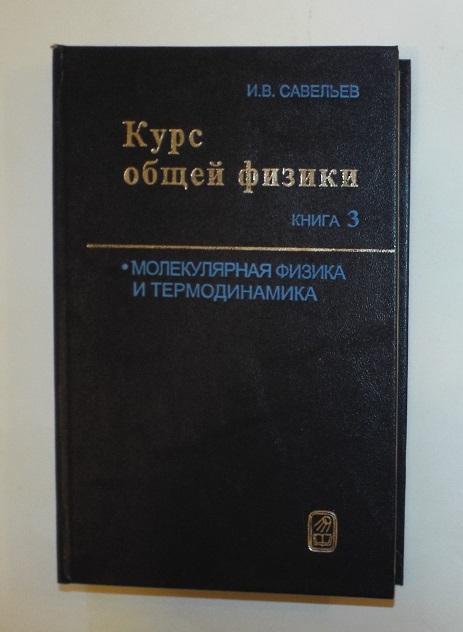 И.В. САВЕЛЬЕВ
Курс
общей физики
КНИГА 3
•МОЛЕКУЛЯРНАЯ ФИЗИКА
И ТЕРМОДИНАМИКА